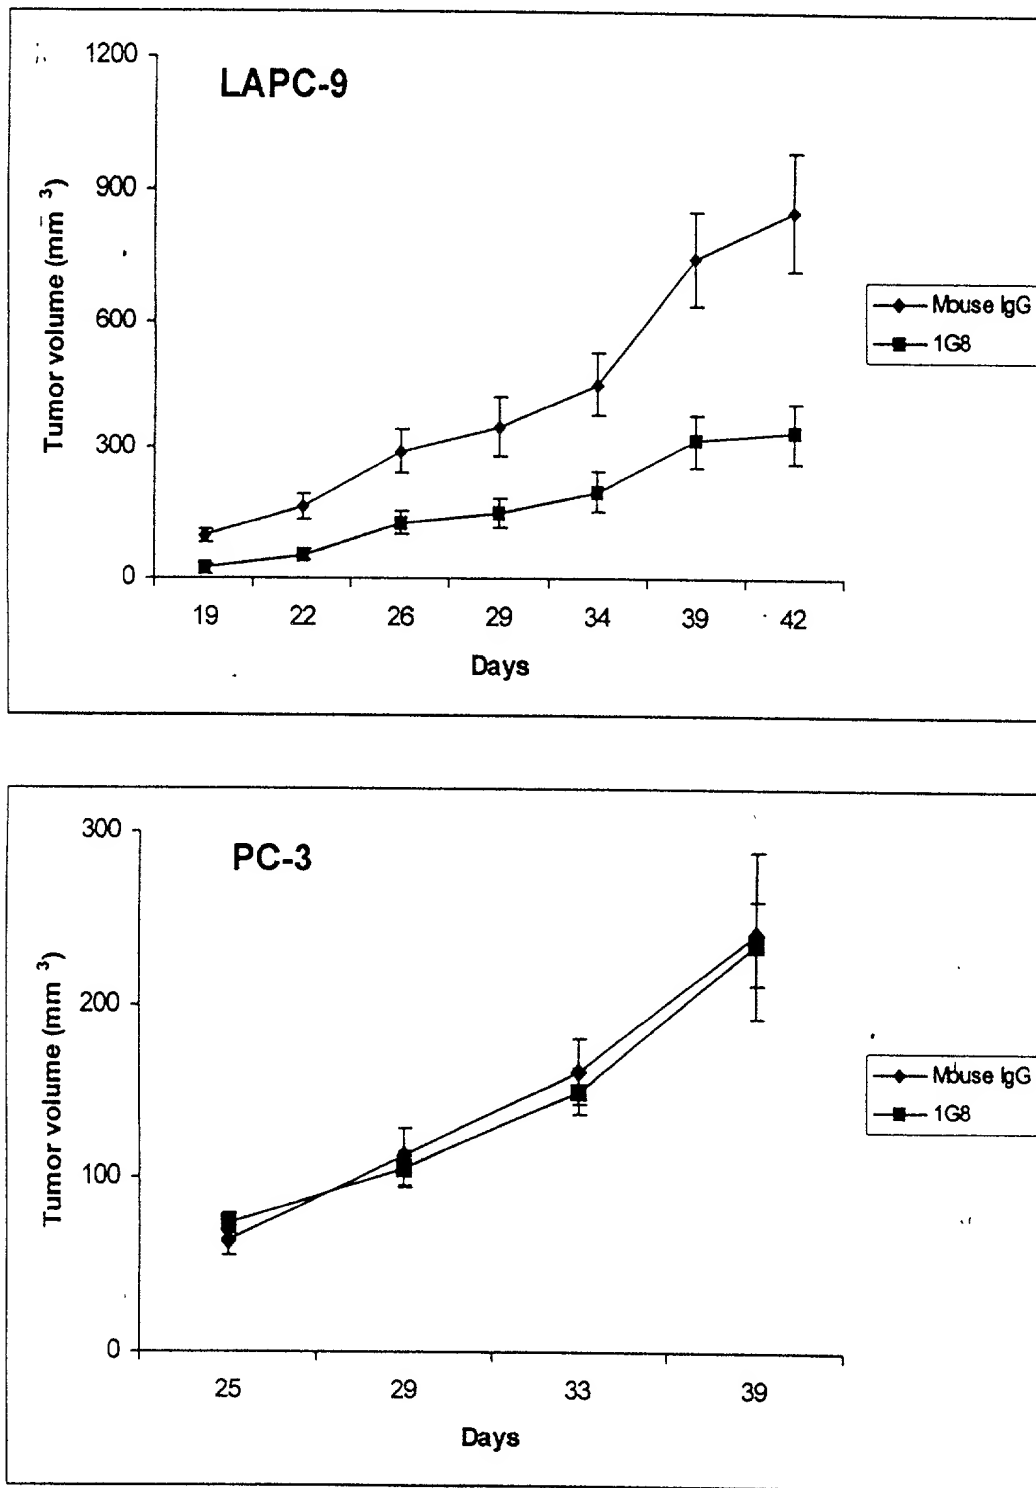 LAPC-9
1200
900
600
300
0
Tumor volume (mm 3)
19 22 26 29 34 39 42
Days
Mouse IgG
1G8
PC-3
300
200
100
0
Tumor volume (mm 3)
25 29 33 39
Days
Mouse IgG
1G8